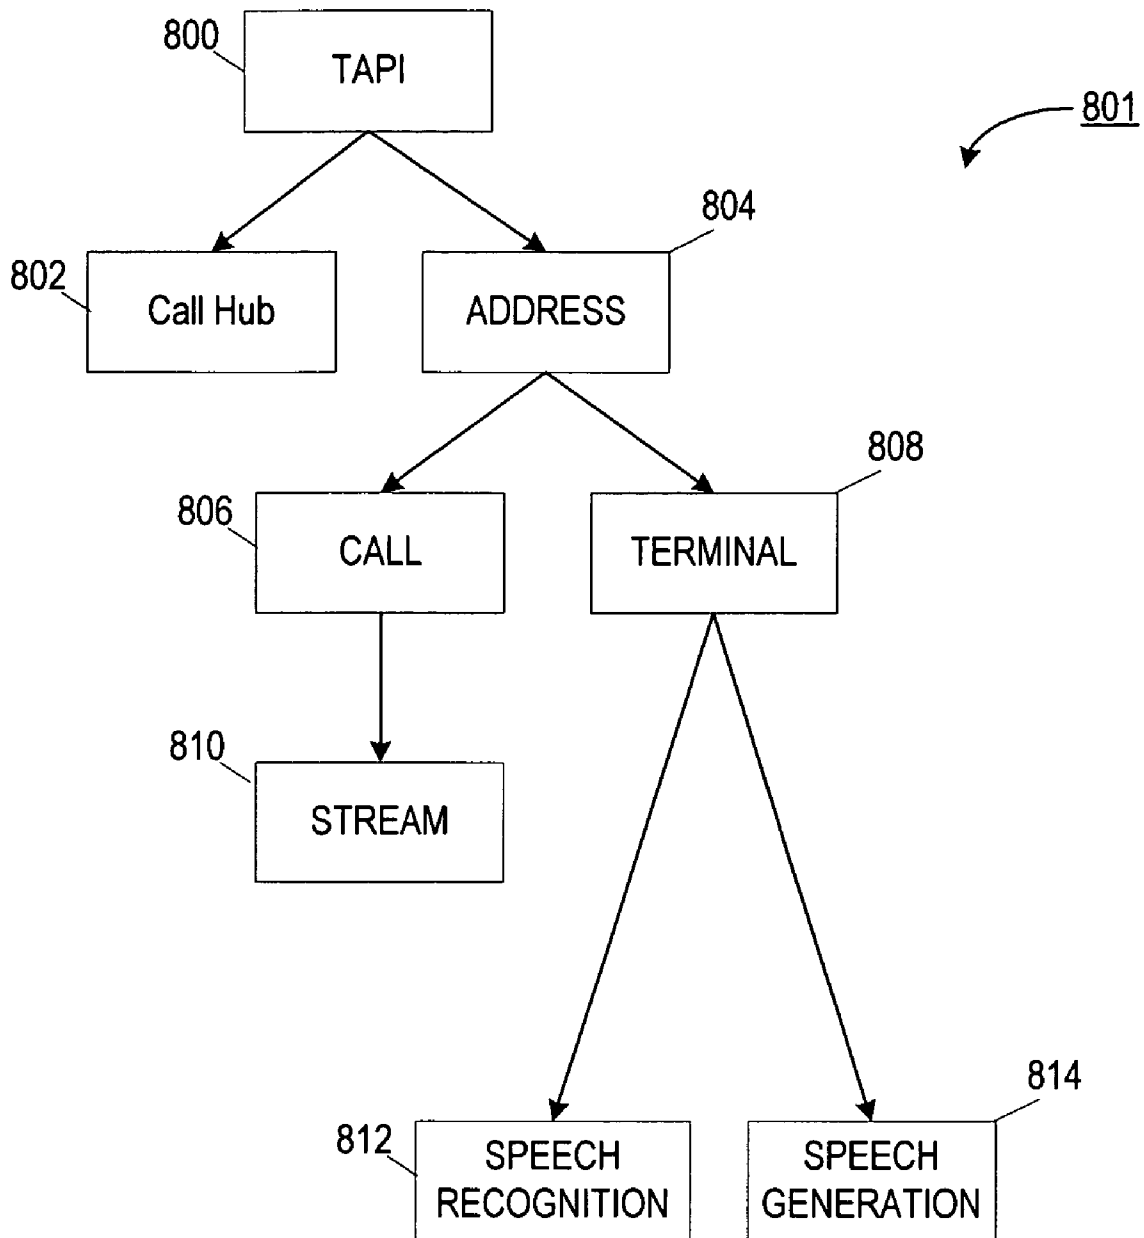 800
TAPI
801
804
802
Call Hub
ADDRESS
808
806
CALL
TERMINAL
810
STREAM
814
812
SPEECH
RECOGNITION
SPEECH
GENERATION